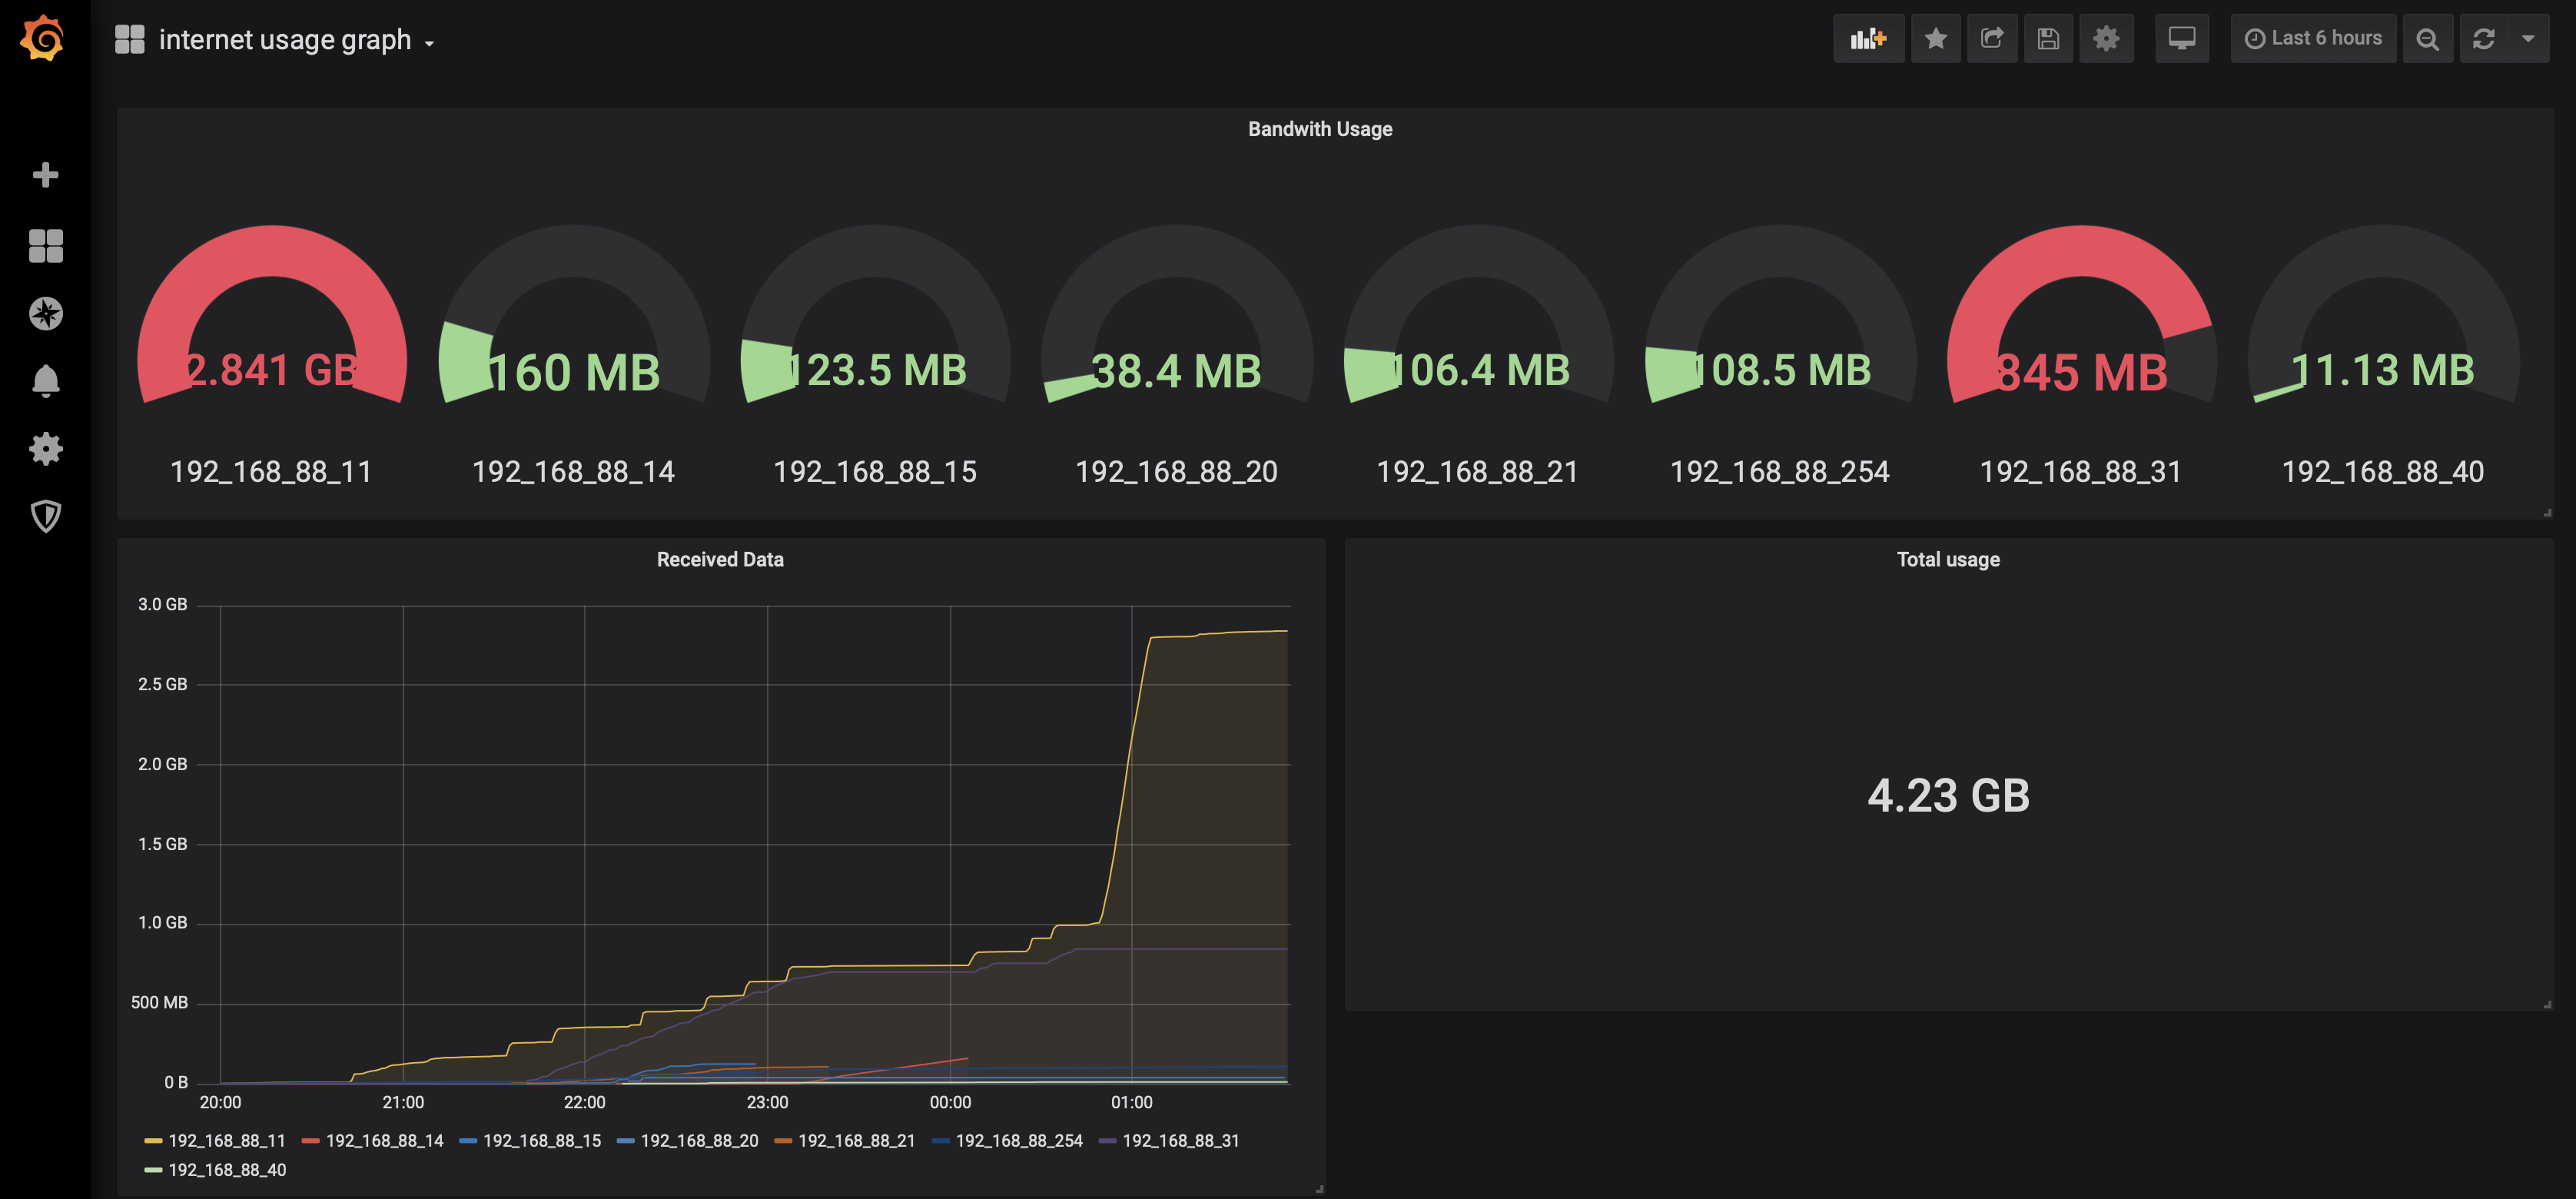 internet usage graph
Last 6 hours
Bandwith Usage
2.841 GB
160 MB
123.5 MB
38.4 MB
106.4 MB
108.5 MB
845 MB
11.13 MB
192_168_88_11
192_168_88_14
192_168_88_15
192_168_88_20
192_168_88_21
192_168_88_254
192_168_88_31
192_168_88_40
Received Data
3.0 GB
2.5 GB
2.0 GB
1.5 GB
1.0 GB
500 MB
0 B
20:00 21:00 22:00 23:00 00:00 01:00
192_168_88_11 192_168_88_14 192_168_88_15 192_168_88_20 192_168_88_21 192_168_88_254 192_168_88_31
192_168_88_40
Total usage
4.23 GB